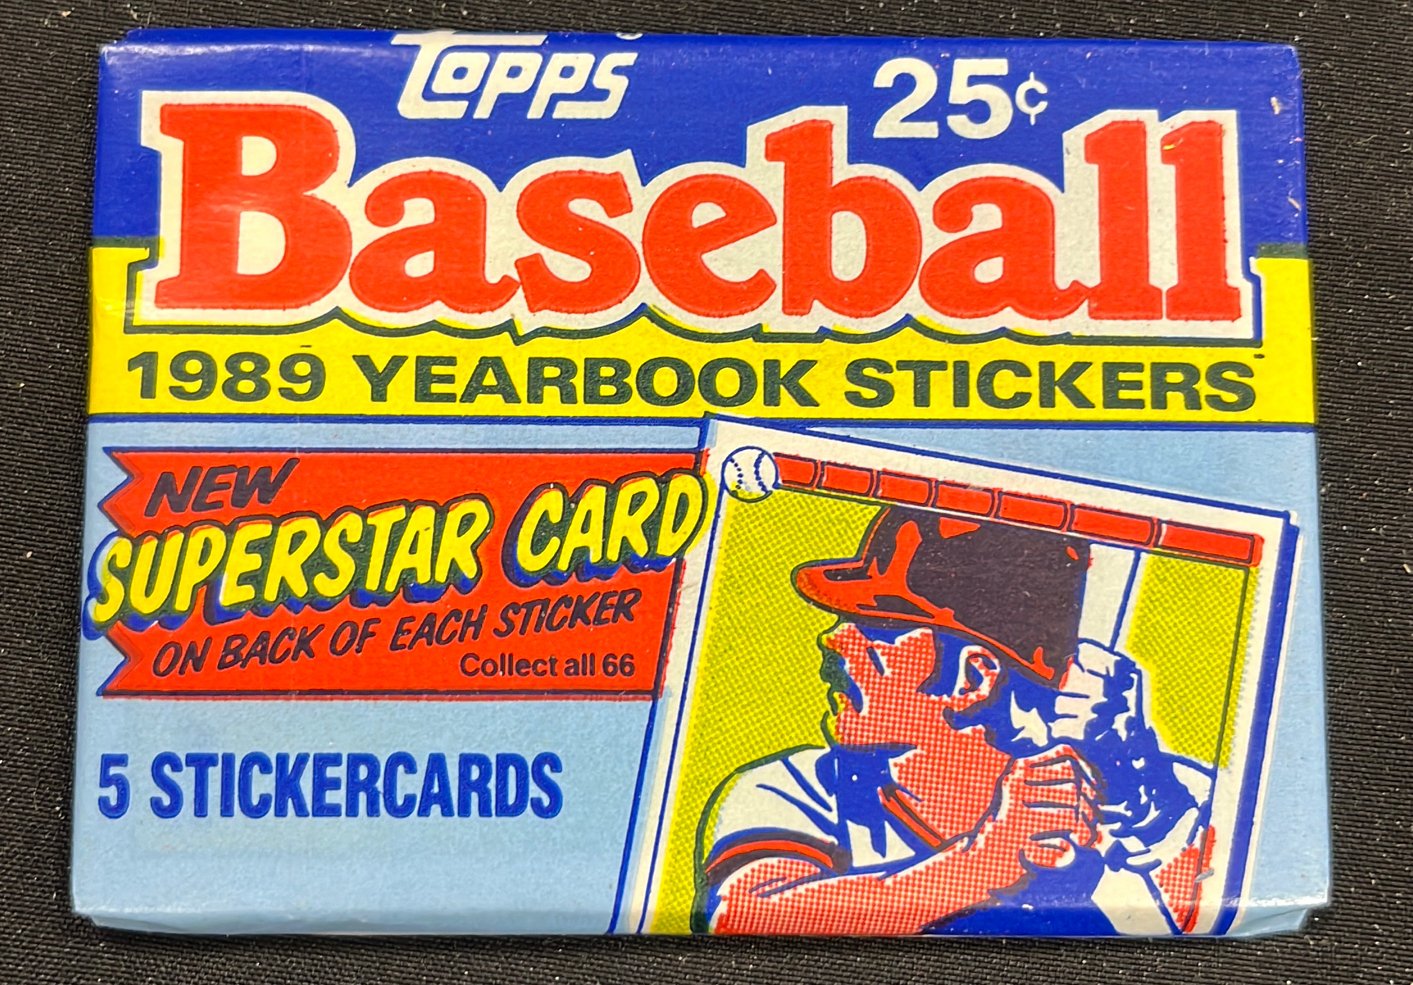 Topps
25¢
Baseball
1989 YEARBOOK STICKERS
NEW
SUPERSTAR CARD
ON BACK OF EACH STICKER
Collect all 66
5 STICKERCARDS